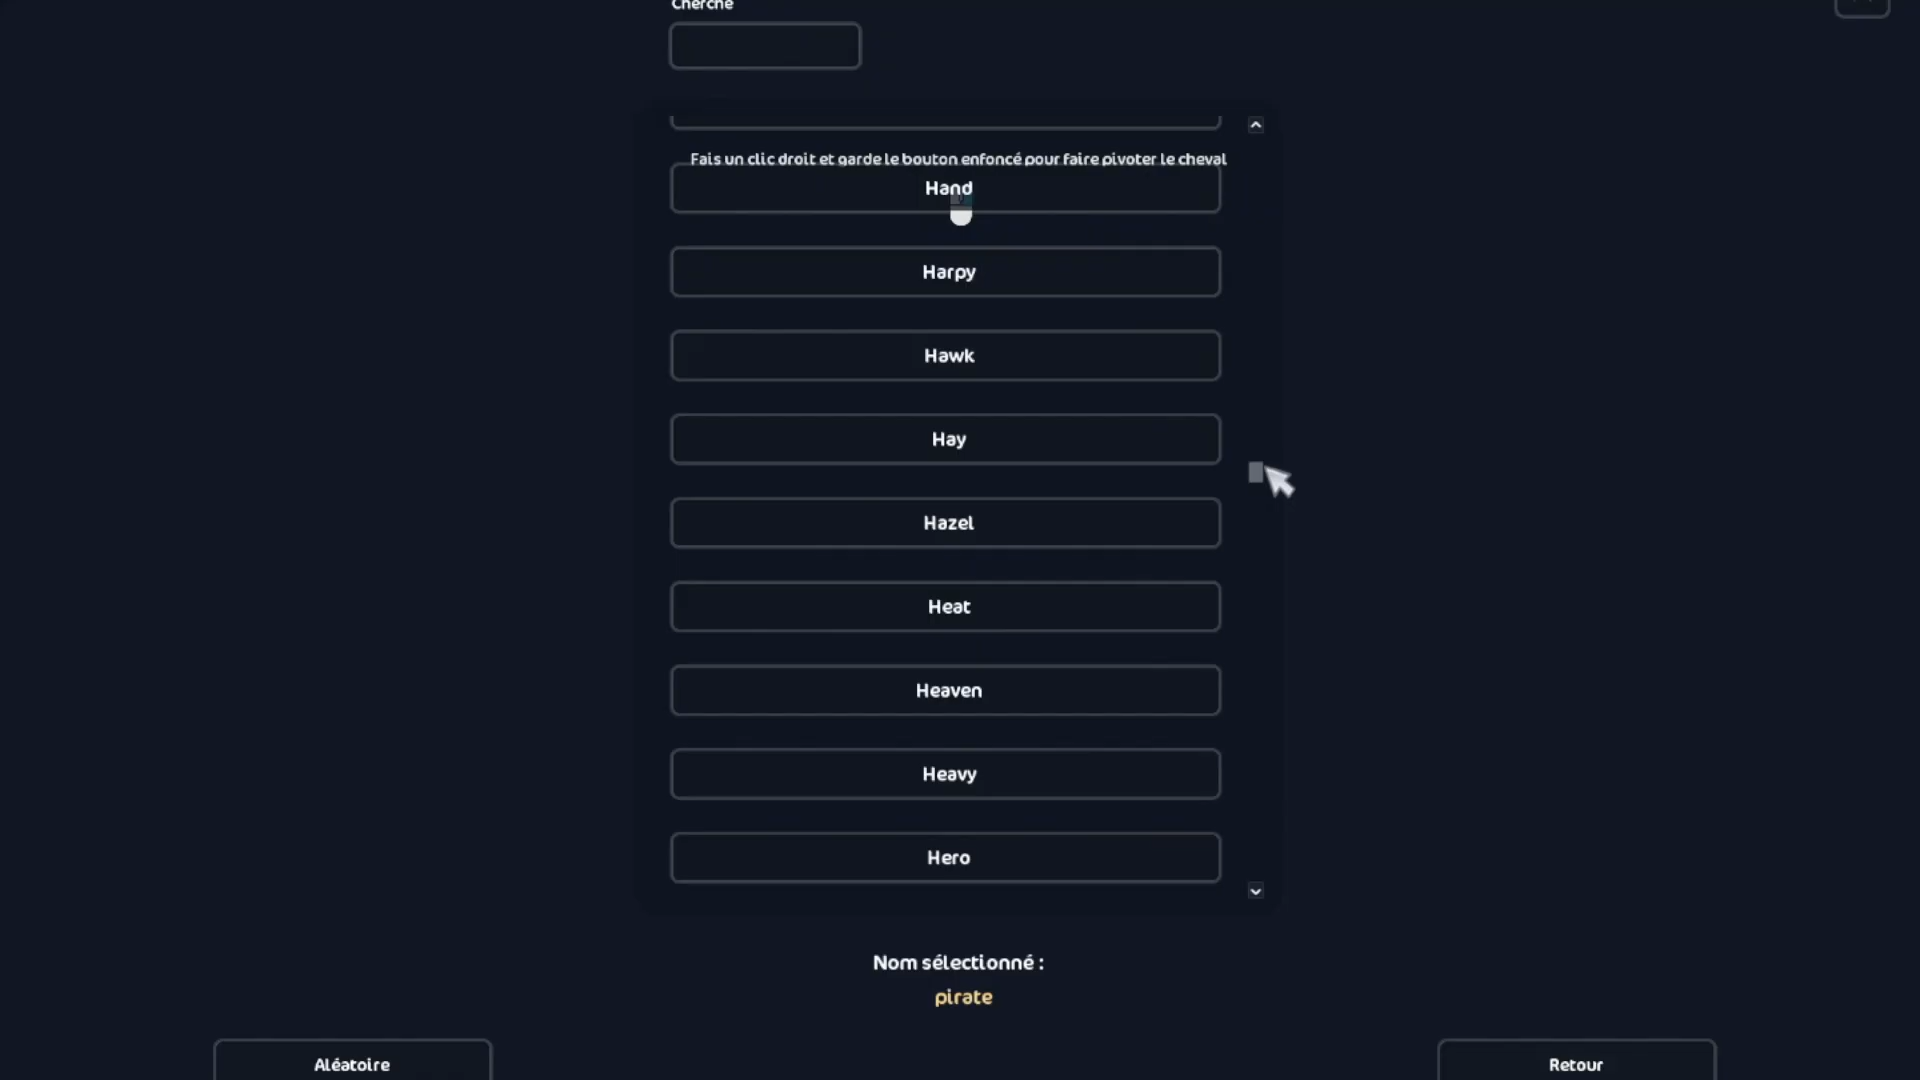 Cherche
Fais un clic droit et garde le bouton enfoncé pour faire pivoter le cheval
Hand
Harpy
Hawk
Hay
Hazel
Heat
Heaven
Heavy
Hero
Nom sélectionné :
pirate
Aléatoire
Retour